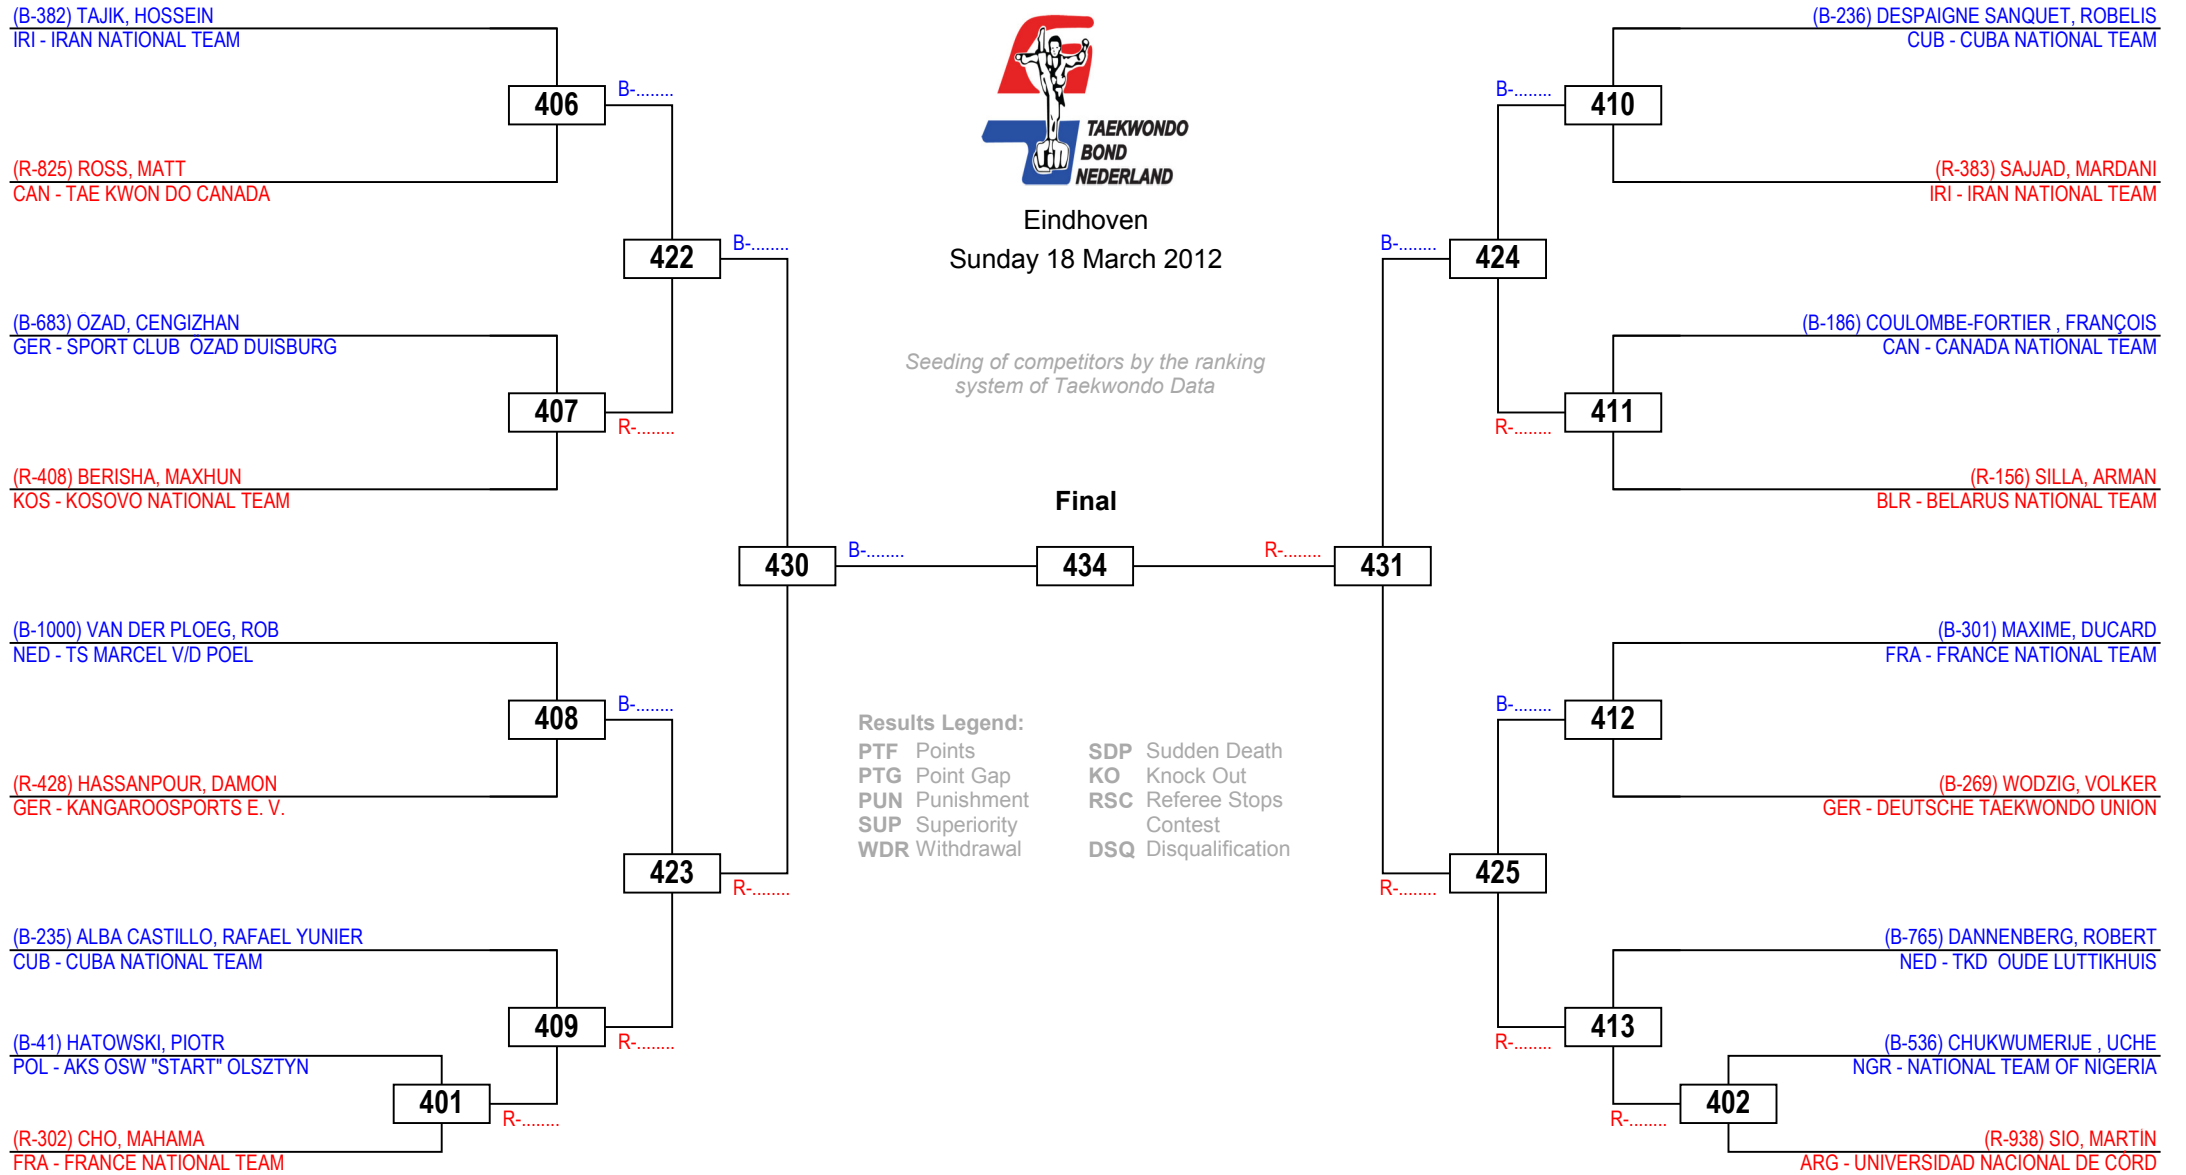 (B-382) TAJIK, HOSSEIN
IRI - IRAN NATIONAL TEAM
406
B-........
(R-825) ROSS, MATT
CAN - TAE KWON DO CANADA
422
B-........
(B-683) OZAD, CENGIZHAN
GER - SPORT CLUB  OZAD DUISBURG
407
R-........
(R-408) BERISHA, MAXHUN
KOS - KOSOVO NATIONAL TEAM
430
B-........
(B-1000) VAN DER PLOEG, ROB
NED - TS MARCEL V/D POEL
408
B-........
(R-428) HASSANPOUR, DAMON
GER - KANGAROOSPORTS E. V.
423
R-........
(B-235) ALBA CASTILLO, RAFAEL YUNIER
CUB - CUBA NATIONAL TEAM
409
R-........
(B-41) HATOWSKI, PIOTR
POL - AKS OSW "START" OLSZTYN
401
R-........
(R-302) CHO, MAHAMA
FRA - FRANCE NATIONAL TEAM
TAEKWONDO
BOND
NEDERLAND
Eindhoven
Sunday 18 March 2012
Seeding of competitors by the ranking
system of Taekwondo Data
Final
434
Results Legend:
PTF Points
PTG Point Gap
PUN Punishment
SUP Superiority
WDR Withdrawal
SDP Sudden Death
KO Knock Out
RSC Referee Stops
Contest
DSQ Disqualification
(B-236) DESPAIGNE SANQUET, ROBELIS
CUB - CUBA NATIONAL TEAM
B-........
410
(R-383) SAJJAD, MARDANI
IRI - IRAN NATIONAL TEAM
B-........
424
(B-186) COULOMBE-FORTIER , FRANÇOIS
CAN - CANADA NATIONAL TEAM
411
R-........
(R-156) SILLA, ARMAN
BLR - BELARUS NATIONAL TEAM
R-........
431
(B-301) MAXIME, DUCARD
FRA - FRANCE NATIONAL TEAM
B-........
412
(B-269) WODZIG, VOLKER
GER - DEUTSCHE TAEKWONDO UNION
425
R-........
(B-765) DANNENBERG, ROBERT
NED - TKD  OUDE LUTTIKHUIS
413
R-........
(B-536) CHUKWUMERIJE , UCHE
NGR - NATIONAL TEAM OF NIGERIA
402
R-........
(R-938) SIO, MARTÍN
ARG - UNIVERSIDAD NACIONAL DE CÓRD